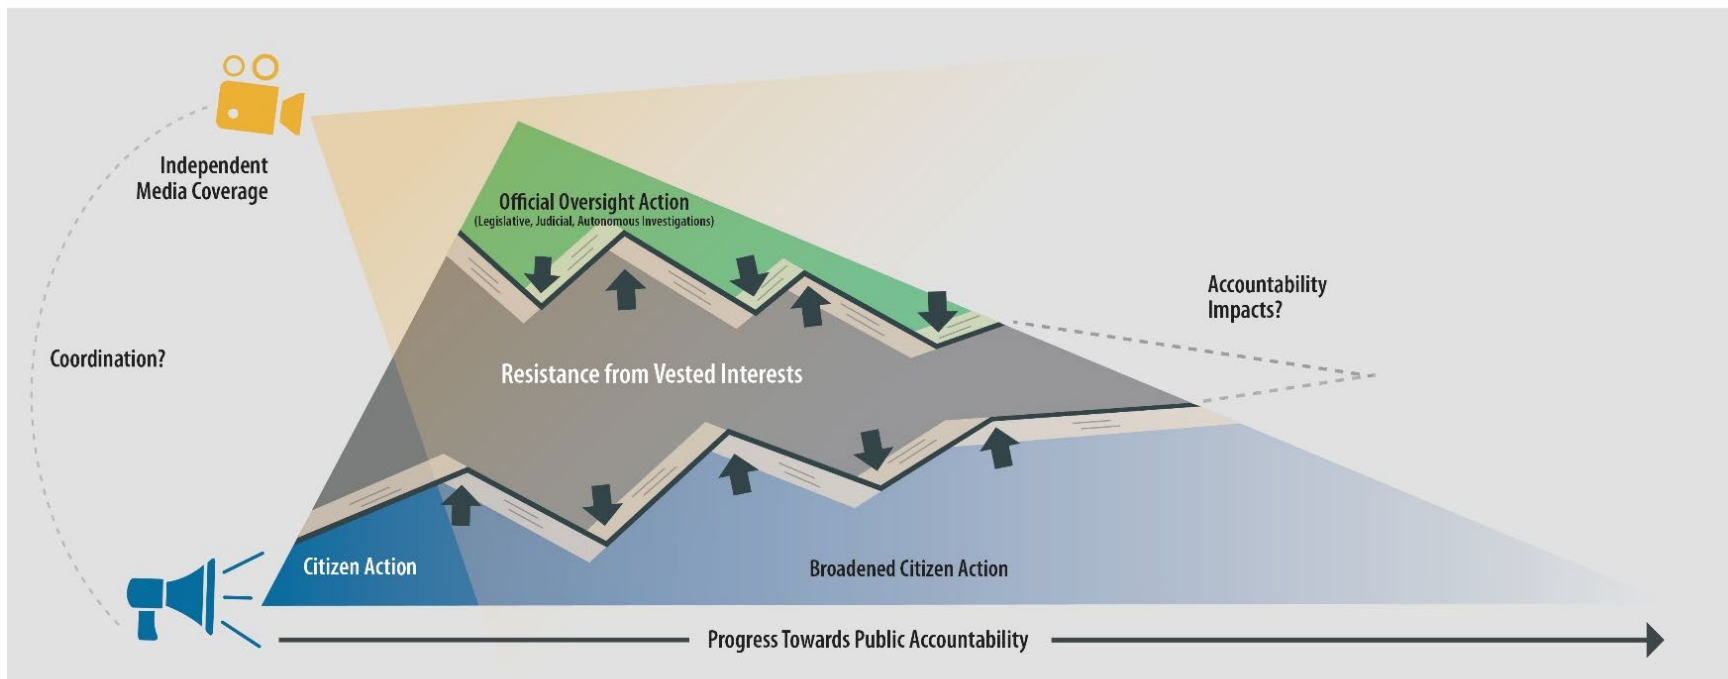 Independent
Media Coverage
Official Oversight Action
(Legislative, Judicial, Autonomous Investigations)
Accountability
Impacts?
Coordination?
Resistance from Vested Interests
Citizen Action
Broadened Citizen Action
Progress Towards Public Accountability